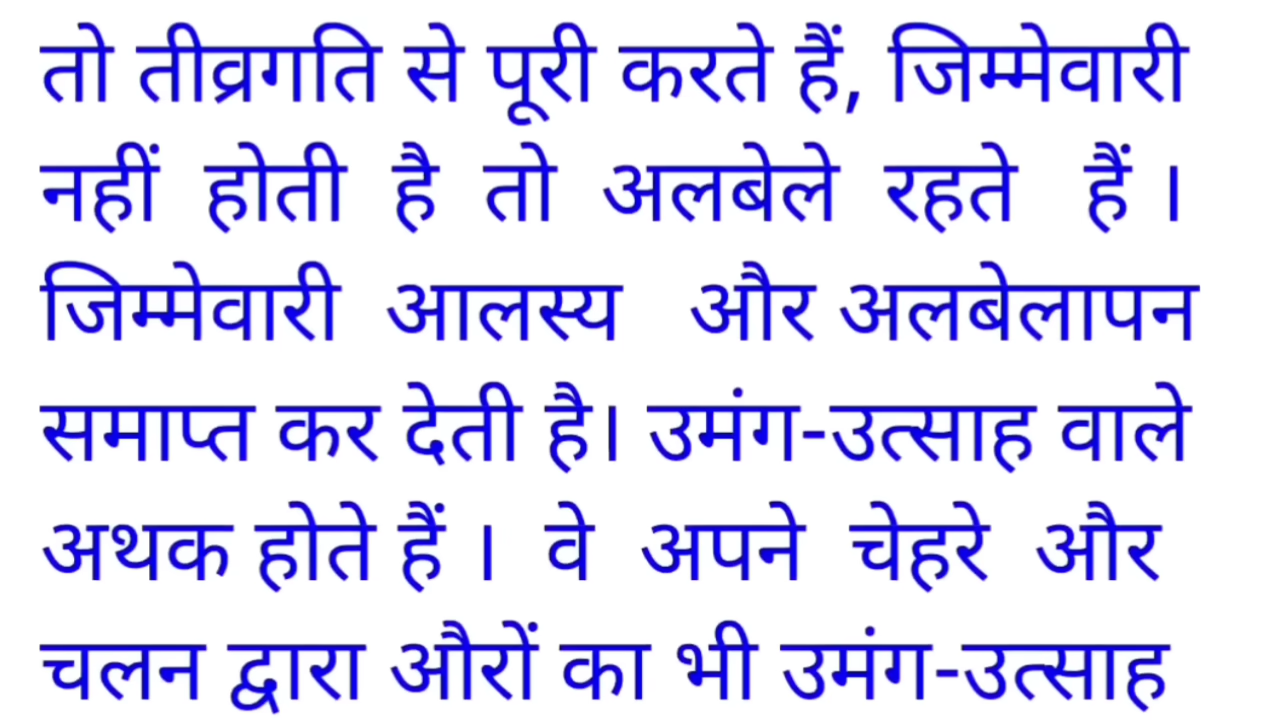 तो तीव्रगति से पूरी करते हैं, जिम्मेवारी
नहीं होती है तो अलबेले रहते हैं ।
जिम्मेवारी आलस्य और अलबेलापन
समाप्त कर देती है। उमंग-उत्साह वाले
अथक होते हैं । वे अपने चेहरे और
चलन द्वारा औरों का भी उमंग-उत्साह